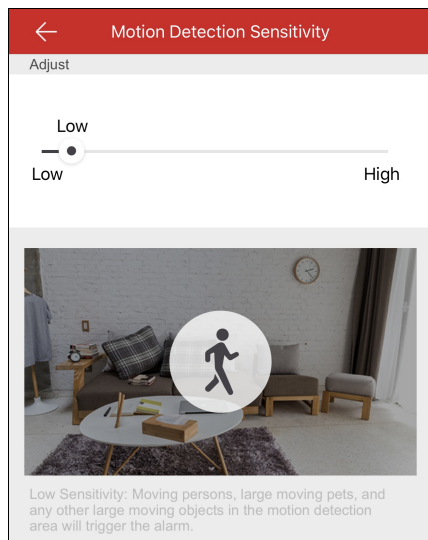 Motion Detection Sensitivity
Adjust
Low
Low High
Low Sensitivity: Moving persons, large moving pets, and
any other large moving objects in the motion detection
area will trigger the alarm.